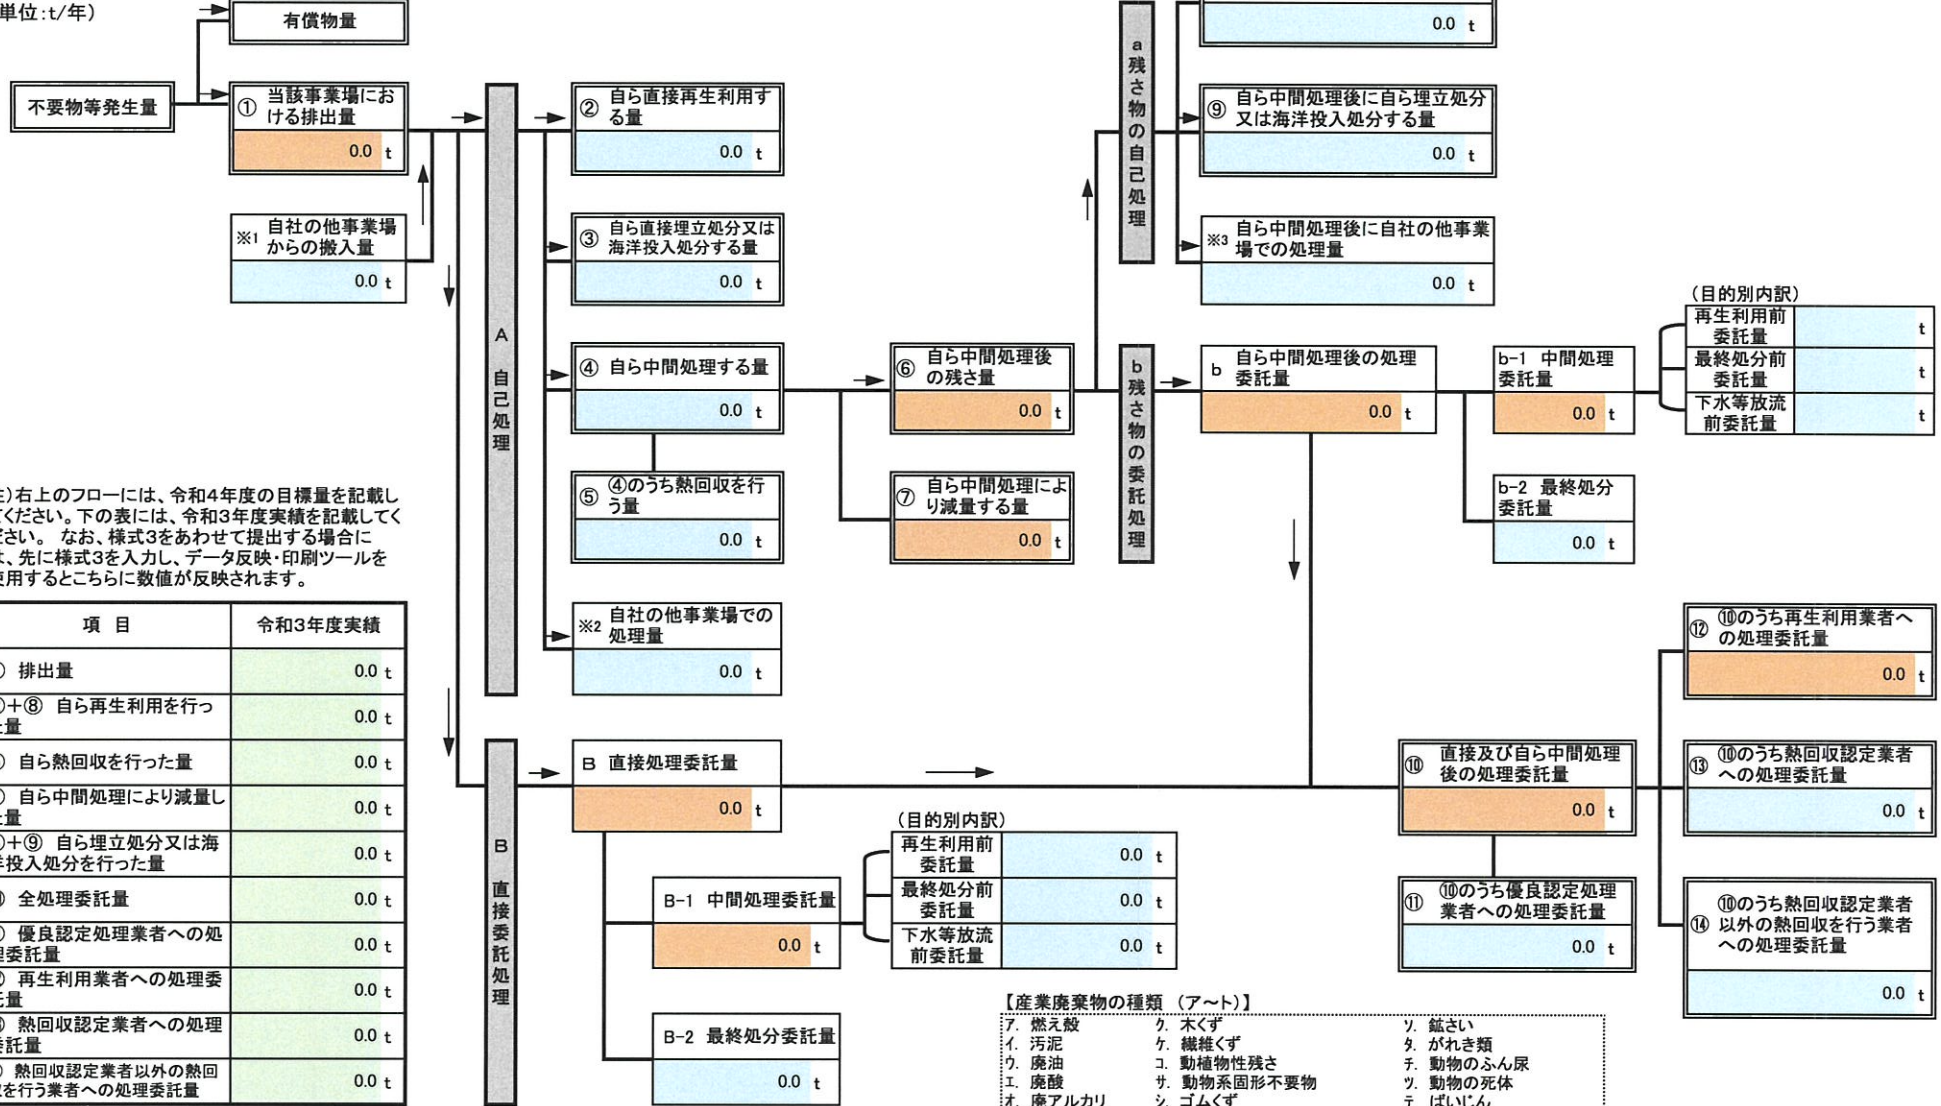 単位:t/年)
有償物量
不要物等発生量
① 当該事業場にお
ける排出量
0.0 t
※1 自社の他事業場
からの搬入量
0.0 t
A 自己処理
② 自ら直接再生利用す
る量
0.0 t
③ 自ら直接埋立処分又は
海洋投入処分する量
0.0 t
④ 自ら中間処理する量
0.0 t
⑤ ④のうち熱回収を行
う量
0.0 t
※2 自社の他事業場での
処理量
0.0 t
⑥ 自ら中間処理後
の残さ量
0.0 t
⑦ 自ら中間処理によ
り減量する量
0.0 t
a 残さ物の自己処理
0.0 t
⑨ 自ら中間処理後に自ら埋立処分
又は海洋投入処分する量
0.0 t
※3 自ら中間処理後に自社の他事業
場での処理量
0.0 t
b 残さ物の委託処理
b 自ら中間処理後の処理
委託量
0.0 t
b-1 中間処理
委託量
0.0 t
(目的別内訳)
再生利用前
委託量
t
最終処分前
委託量
t
下水等放流
前委託量
t
b-2 最終処分
委託量
0.0 t
)右上のフローには、令和4年度の目標量を記載し
ください。下の表には、令和3年度実績を記載してく
さい。 なお、様式3をあわせて提出する場合に
、先に様式3を入力し、データ反映・印刷ツールを
用するとこちらに数値が反映されます。
項 目 令和3年度実績
排出量 0.0 t
+⑧ 自ら再生利用を行っ
量
0.0 t
自ら熱回収を行った量 0.0 t
自ら中間処理により減量し
量
0.0 t
+⑨ 自ら埋立処分又は海
投入処分を行った量
0.0 t
全処理委託量 0.0 t
優良認定処理業者への処
委託量
0.0 t
再生利用業者への処理委
量
0.0 t
熱回収認定業者への処理
託量
0.0 t
熱回収認定業者以外の熱回
を行う業者への処理委託量
0.0 t
B 直接委託処理
B 直接処理委託量
0.0 t
B-1 中間処理委託量
0.0 t
(目的別内訳)
再生利用前
委託量
0.0 t
最終処分前
委託量
0.0 t
下水等放流
前委託量
0.0 t
B-2 最終処分委託量
0.0 t
⑩ 直接及び自ら中間処理
後の処理委託量
0.0 t
⑪ ⑩のうち優良認定処理
業者への処理委託量
0.0 t
⑫ ⑩のうち再生利用業者へ
の処理委託量
0.0 t
⑬ ⑩のうち熱回収認定業者
への処理委託量
0.0 t
⑭ ⑩のうち熱回収認定業者
以外の熱回収を行う業者
への処理委託量
0.0 t
【産業廃棄物の種類 (ア～ト)】
ア. 燃え殻 ク. 木くず ソ. 鉱さい
イ. 汚泥 ケ. 繊維くず タ. がれき類
ウ. 廃油 コ. 動植物性残さ チ. 動物のふん尿
エ. 廃酸 サ. 動物系固形不要物 ツ. 動物の死体
オ. 廃アルカリ シ. ゴムくず テ. ばいじん